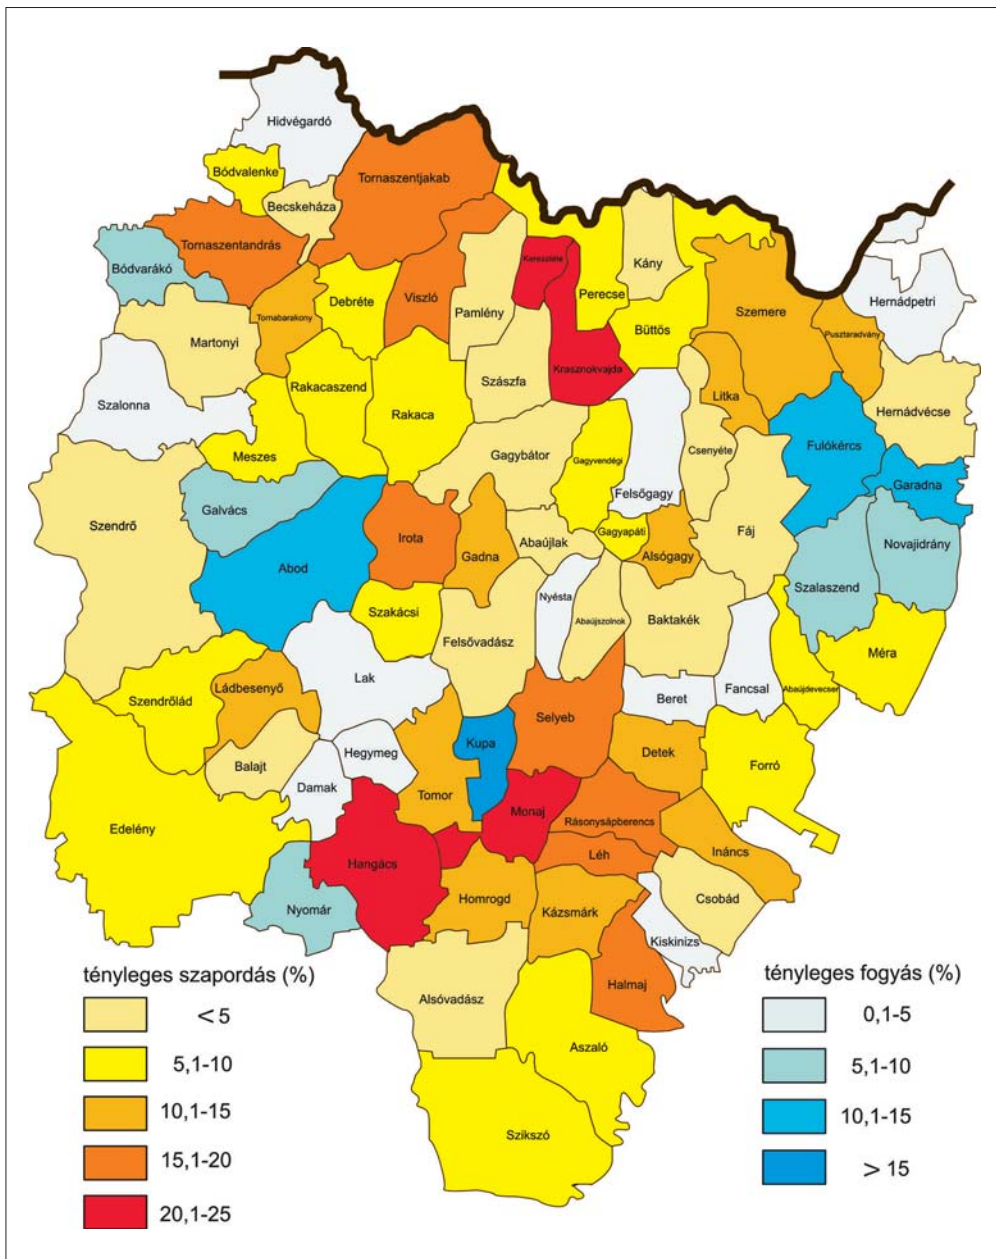 Hidvégardó
Bódvalenke
Tornaszentjakab
Becskeháza
Tornaszentandrás
Bódvarákó
Keresztéte
Kány
Hernádpetri
Debréte
Viszló
Pamlény
Perecse
Szemere
Tornabarakony
Büttös
Pusztaradvány
Martonyi
Krasznokvajda
Rakacaszend
Szászfa
Litka
Szalonna
Rakaca
Hernádvécse
Meszes
Gagybátor
Gagyvendégi
Csenyéte
Fulókércs
Garadna
Felsőgagy
Galvács
Szendrő
Irota
Abaújlak
Gagyapáti
Fáj
Novajidrány
Gadna
Alsógagy
Abod
Szalaszend
Nyésta
Szakácsi
Abaújszolnok
Baktakék
Felsővadász
Méra
Lak
Ládbesenyő
Szendrőlád
Beret
Fancsal
Abaújdevecser
Selyeb
Kupa
Hegymeg
Detek
Balajt
Forró
Damak
Tomor
Monaj
Rásonysápberencs
Edelény
Ináncs
Léh
Hangács
Homrogd
Csobád
Nyomár
Kázsmárk
Kiskinizs
Halmaj
Alsóvadász
Aszaló
Szikszó
tényleges szapordás (%)
< 5
5,1-10
10,1-15
15,1-20
20,1-25
tényleges fogyás (%)
0,1-5
5,1-10
10,1-15
> 15